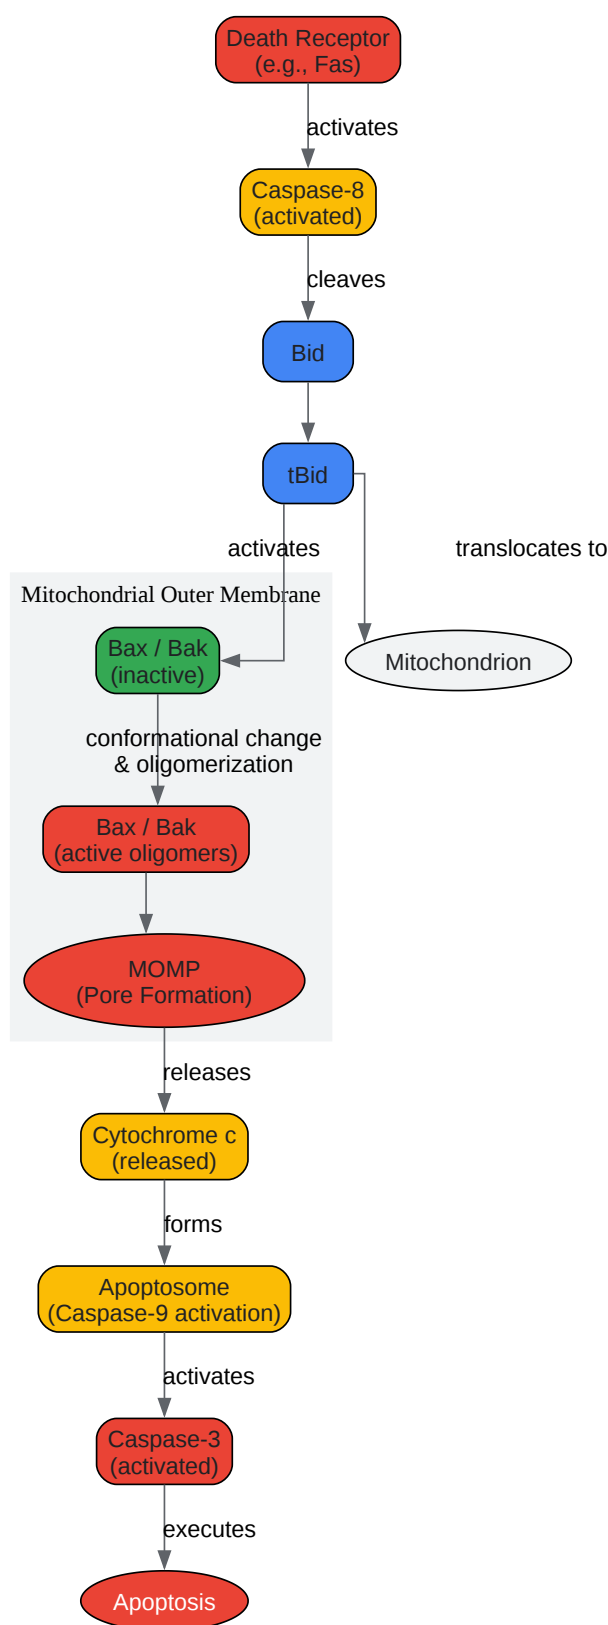 Death Receptor
(e.g., Fas)
activates
Caspase-8
(activated)
cleaves
Bid
tBid
activates
translocates to
Mitochondrial Outer Membrane
Bax / Bak
(inactive)
Mitochondrion
conformational change
& oligomerization
Bax / Bak
(active oligomers)
MOMP
(Pore Formation)
releases
Cytochrome c
(released)
forms
Apoptosome
(Caspase-9 activation)
activates
Caspase-3
(activated)
executes
Apoptosis